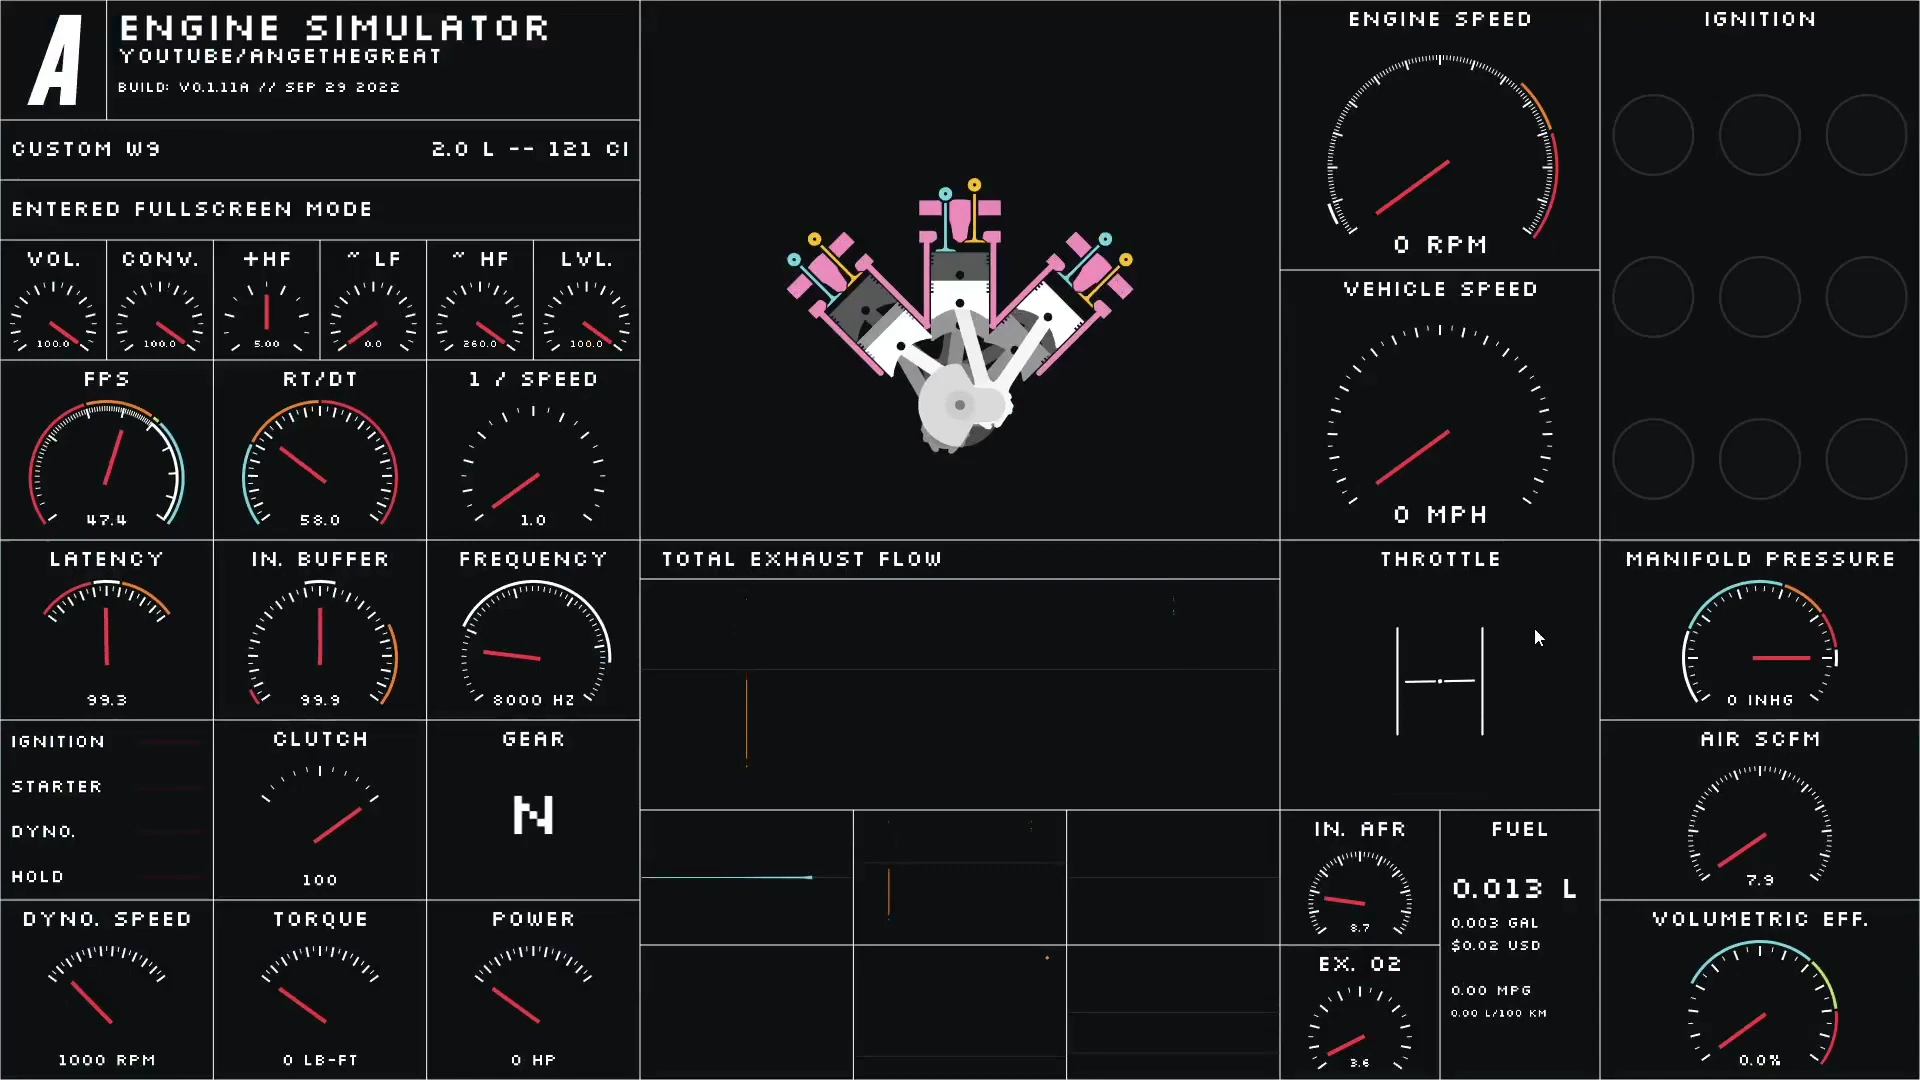 A
ENGINE SIMULATOR
YOUTUBE/ANGETHEGREAT
BUILD: V0.1.11A // SEP 29 2022
CUSTOM W9
2.0 L -- 121 CI
ENTERED FULLSCREEN MODE
VOL. CONV. +HF ~ LF ~ HF LVL.
100.0 100.0 5.00 0.0 260.0 100.0
FPS RT/DT 1 / SPEED
47.4 58.0 1.0
LATENCY IN. BUFFER FREQUENCY
99.3 99.9 8000 HZ
IGNITION
STARTER
DYNO.
HOLD
CLUTCH
100
GEAR
N
DYNO. SPEED TORQUE POWER
1000 RPM 0 LB-FT 0 HP
TOTAL EXHAUST FLOW
ENGINE SPEED
0 RPM
VEHICLE SPEED
0 MPH
THROTTLE
IN. AFR
8.7
EX. O2
3.6
FUEL
0.013 L
0.003 GAL
$0.02 USD
0.00 MPG
0.00 L/100 KM
IGNITION
MANIFOLD PRESSURE
0 INHG
AIR SCFM
7.9
VOLUMETRIC EFF.
0.0%